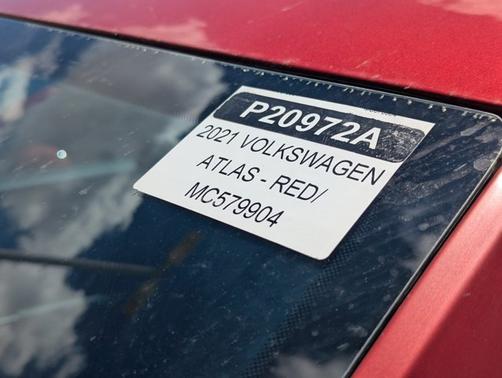 P20972A
2021 VOLKSWAGEN
ATLAS - RED/
MC579904